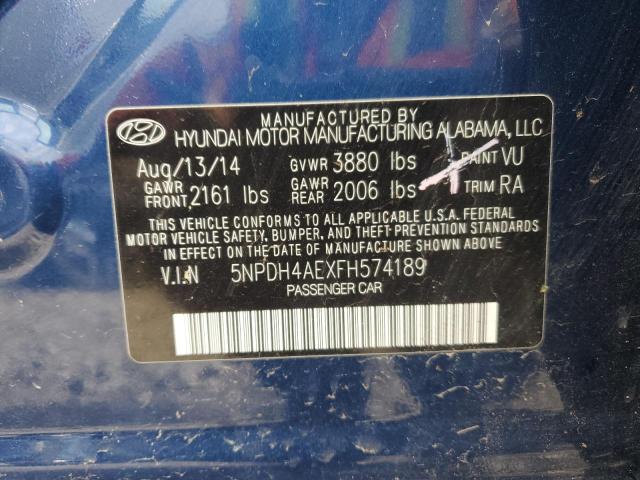 MANUFACTURED BY
HYUNDAI MOTOR MANUFACTURING ALABAMA, LLC
Aug/13/14 GVWR 3880 lbs PAINT VU
GAWR FRONT, 2161 lbs GAWR REAR 2006 lbs TRIM RA
THIS VEHICLE CONFORMS TO ALL APPLICABLE U.S.A. FEDERAL
MOTOR VEHICLE SAFETY, BUMPER, AND THEFT PREVENTION STANDARDS
IN EFFECT ON THE DATE OF MANUFACTURE SHOWN ABOVE
V.I.N 5NPDH4AEXFH574189
PASSENGER CAR